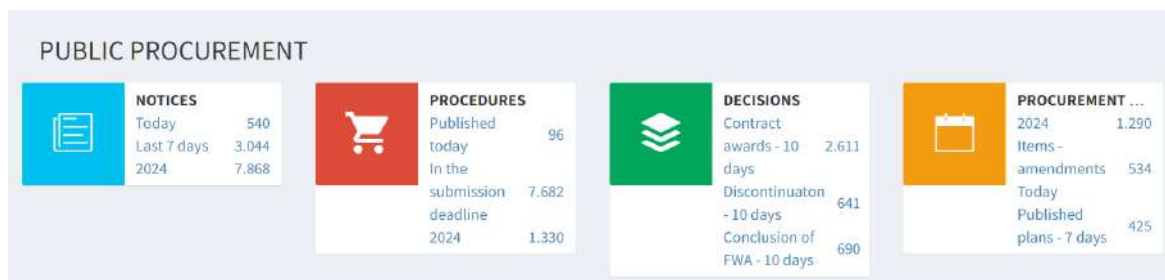 PUBLIC PROCUREMENT
NOTICES
Today 540
Last 7 days 3.044
2024 7.868
PROCEDURES
Published
today 96
In the
submission 7.682
deadline
2024 1.330
DECISIONS
Contract
awards - 10 2.611
days
Discontinuaton 641
- 10 days
Conclusion of 690
FWA - 10 days
PROCUREMENT ...
2024 1.290
Items -
amendments 534
Today
Published 425
plans - 7 days